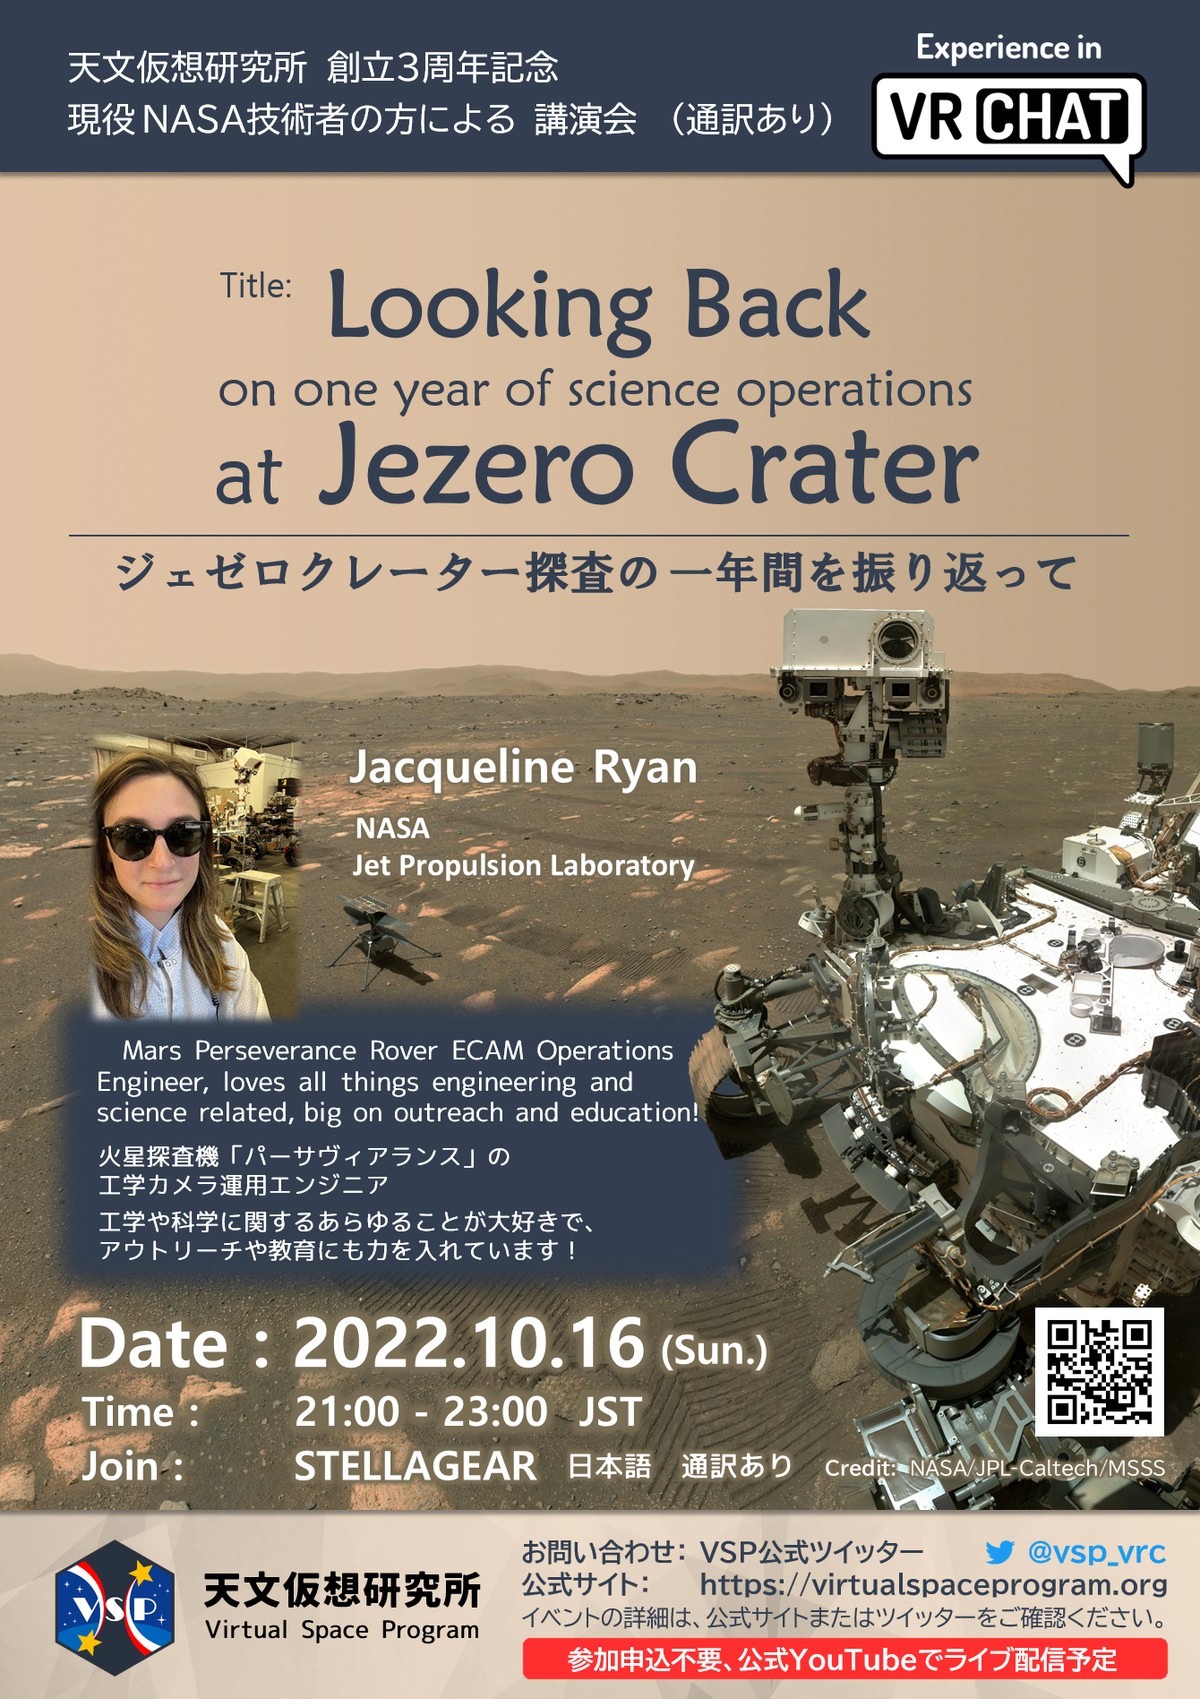 天文仮想研究所 創立3周年記念
現役NASA技術者の方による 講演会 （通訳あり）
Experience in
VR CHAT
Title: Looking Back
on one year of science operations
at Jezero Crater
ジェゼロクレーター探査の一年間を振り返って
Jacqueline Ryan
NASA
Jet Propulsion Laboratory
Mars Perseverance Rover ECAM Operations
Engineer, loves all things engineering and
science related, big on outreach and education!
火星探査機「パーサヴィアランス」の
工学カメラ運用エンジニア
工学や科学に関するあらゆることが大好きで、
アウトリーチや教育にも力を入れています！
Date : 2022.10.16 (Sun.)
Time : 21:00 - 23:00 JST
Join : STELLAGEAR 日本語 通訳あり
Credit: NASA/JPL-Caltech/MSSS
VSP
天文仮想研究所
Virtual Space Program
お問い合わせ： VSP公式ツイッター @vsp_vrc
公式サイト： https://virtualspaceprogram.org
イベントの詳細は、公式サイトまたはツイッターをご確認ください。
参加申込不要、公式YouTubeでライブ配信予定